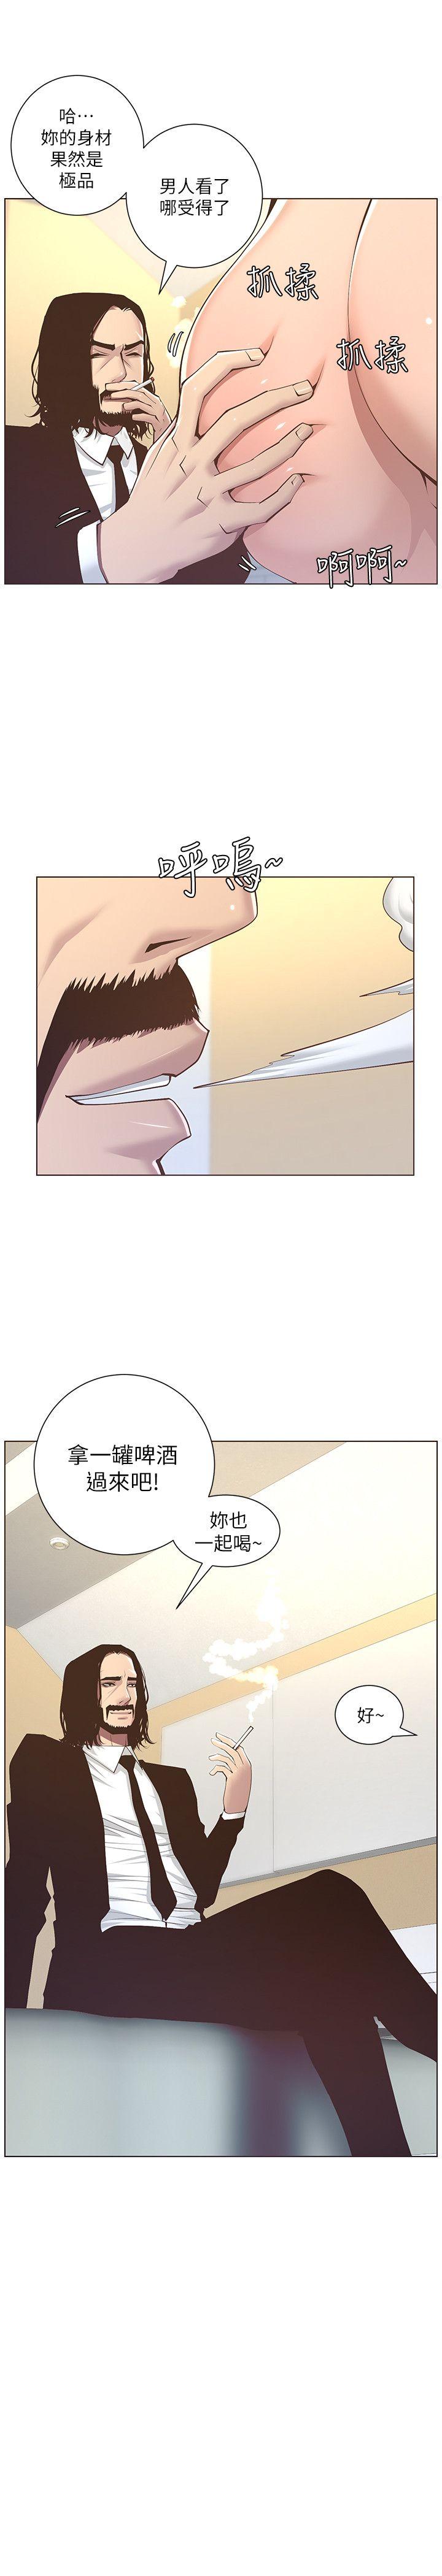 哈…
妳的身材
果然是
極品
男人看了
哪受得了
抓揉
抓揉
啊啊~
呼嗚~
拿一罐啤酒
過來吧!
妳也
一起喝~
好~